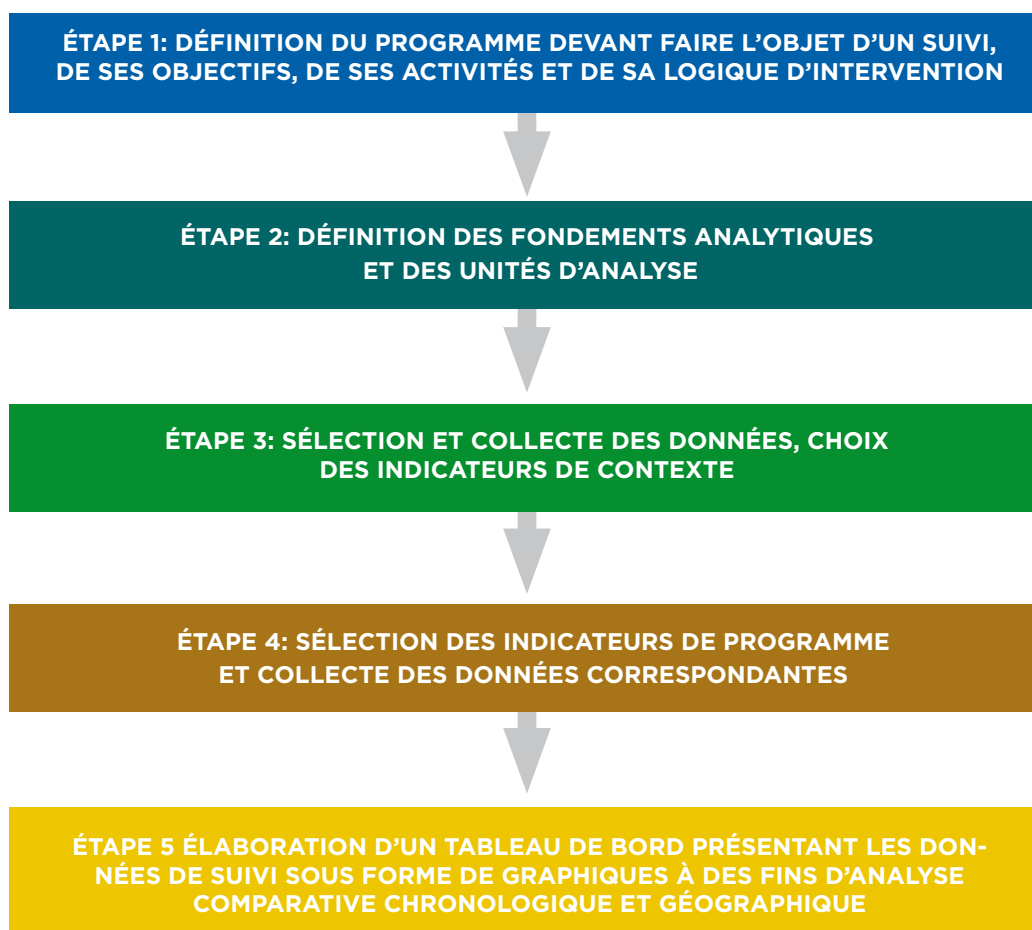 ÉTAPE 1: DÉFINITION DU PROGRAMME DEVANT FAIRE L’OBJET D’UN SUIVI,
DE SES OBJECTIFS, DE SES ACTIVITÉS ET DE SA LOGIQUE D’INTERVENTION
ÉTAPE 2: DÉFINITION DES FONDEMENTS ANALYTIQUES
ET DES UNITÉS D’ANALYSE
ÉTAPE 3: SÉLECTION ET COLLECTE DES DONNÉES, CHOIX
DES INDICATEURS DE CONTEXTE
ÉTAPE 4: SÉLECTION DES INDICATEURS DE PROGRAMME
ET COLLECTE DES DONNÉES CORRESPONDANTES
ÉTAPE 5 ÉLABORATION D’UN TABLEAU DE BORD PRÉSENTANT LES DON-
NÉES DE SUIVI SOUS FORME DE GRAPHIQUES À DES FINS D’ANALYSE
COMPARATIVE CHRONOLOGIQUE ET GÉOGRAPHIQUE